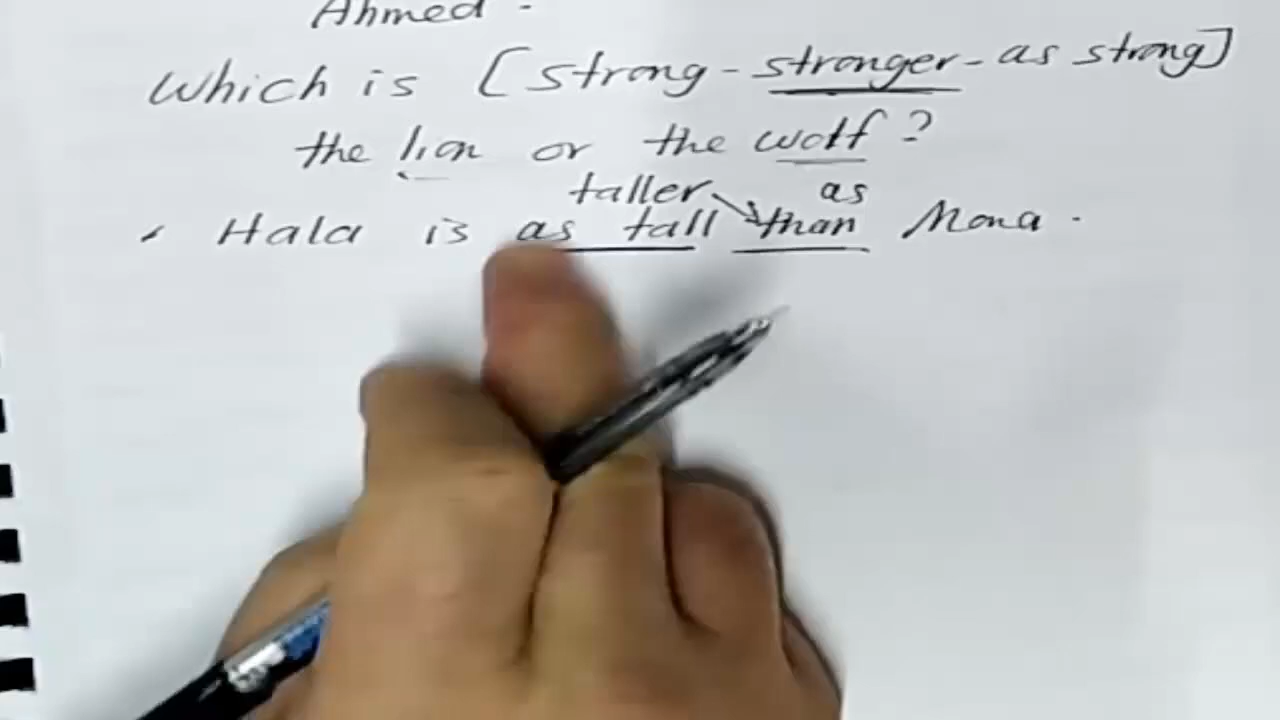 Ahmed.
Which is [strong - stronger - as strong]
the lion or the wolf?
taller as
Hala is as tall than Mona.